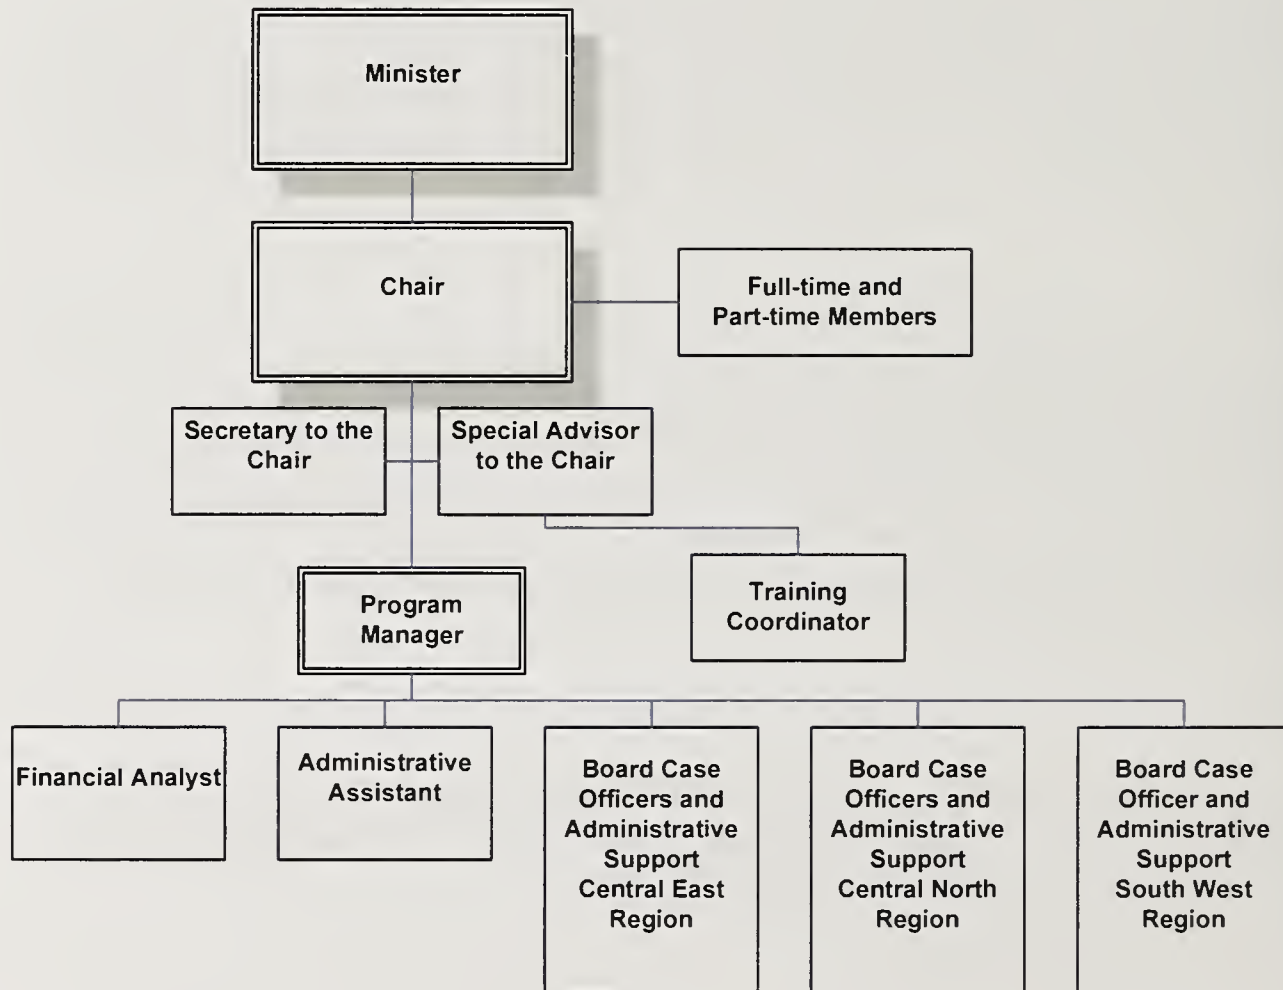 Minister
Chair
Full-time and
Part-time Members
Secretary to the
Chair
Special Advisor
to the Chair
Program
Manager
Training
Coordinator
Financial Analyst
Administrative
Assistant
Board Case
Officers and
Administrative
Support
Central East
Region
Board Case
Officers and
Administrative
Support
Central North
Region
Board Case
Officer and
Administrative
Support
South West
Region